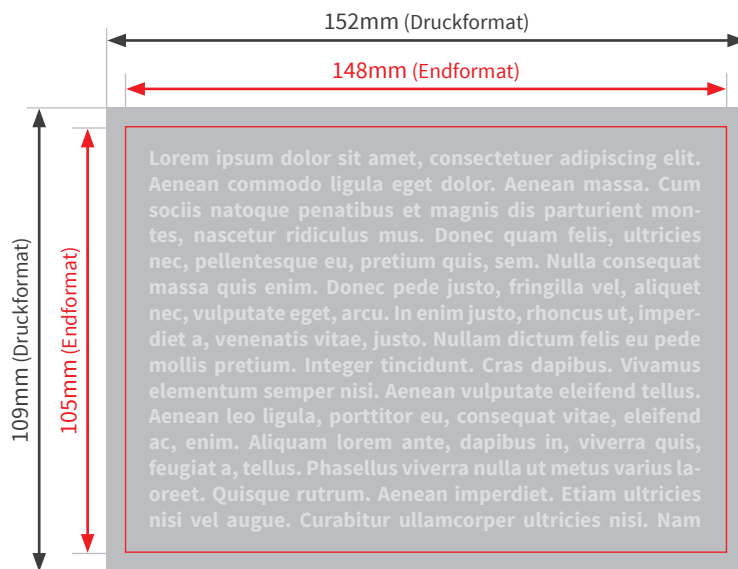 152mm (Druckformat)
148mm (Endformat)
109mm (Druckformat)
105mm (Endformat)
Lorem ipsum dolor sit amet, consectetuer adipiscing elit.
Aenean commodo ligula eget dolor. Aenean massa. Cum
sociis natoque penatibus et magnis dis parturient mon-
tes, nascetur ridiculus mus. Donec quam felis, ultricies
nec, pellentesque eu, pretium quis, sem. Nulla consequat
massa quis enim. Donec pede justo, fringilla vel, aliquet
nec, vulputate eget, arcu. In enim justo, rhoncus ut, imper-
diet a, venenatis vitae, justo. Nullam dictum felis eu pede
mollis pretium. Integer tincidunt. Cras dapibus. Vivamus
elementum semper nisi. Aenean vulputate eleifend tellus.
Aenean leo ligula, porttitor eu, consequat vitae, eleifend
ac, enim. Aliquam lorem ante, dapibus in, viverra quis,
feugiat a, tellus. Phasellus viverra nulla ut metus varius la-
oreet. Quisque rutrum. Aenean imperdiet. Etiam ultricies
nisi vel augue. Curabitur ullamcorper ultricies nisi. Nam